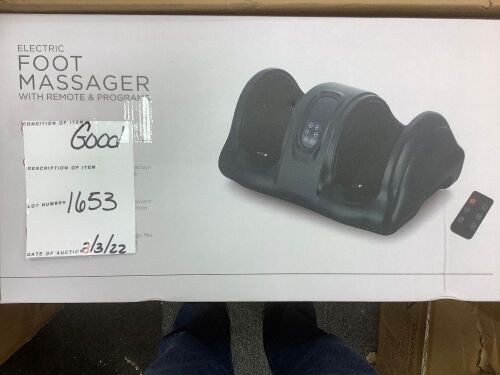 ELECTRIC
FOOT
MASSAGER
WITH REMOTE & PROGRAMS
CONDITION OF ITEM
Good
DESCRIPTION OF ITEM
LOT NUMBER 1653
DATE OF AUCTION 2/3/22